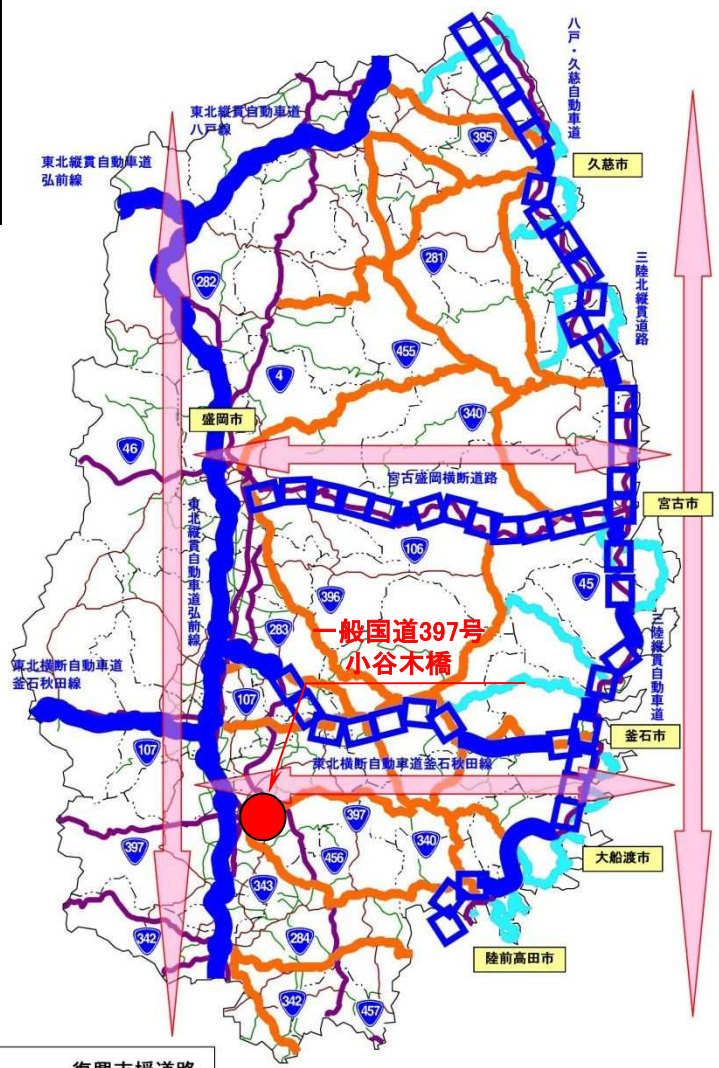 八戸・久慈自動車道
東北縦貫自動車道
八戸線
395
東北縦貫自動車道
弘前線
久慈市
281
282
三陸北縦貫道路
455
4
340
盛岡市
46
宮古盛岡横断道路
宮古市
東北縦貫自動車道弘前線
106
45
396
283
一般国道397号
小谷木橋
三陸縦貫自動車道
東北横断自動車道
釜石秋田線
107
釜石市
107
東北横断自動車道釜石秋田線
397
397
456
340
大船渡市
343
342
284
陸前高田市
342
457
復興支援道路